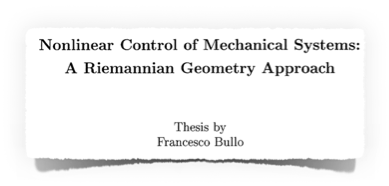 Nonlinear Control of Mechanical Systems:
A Riemannian Geometry Approach
Thesis by
Francesco Bullo